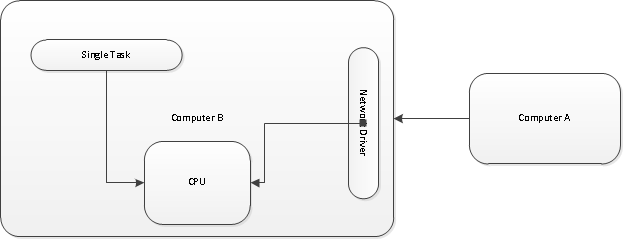 Single Task
Computer B
Network Driver
Computer A
CPU